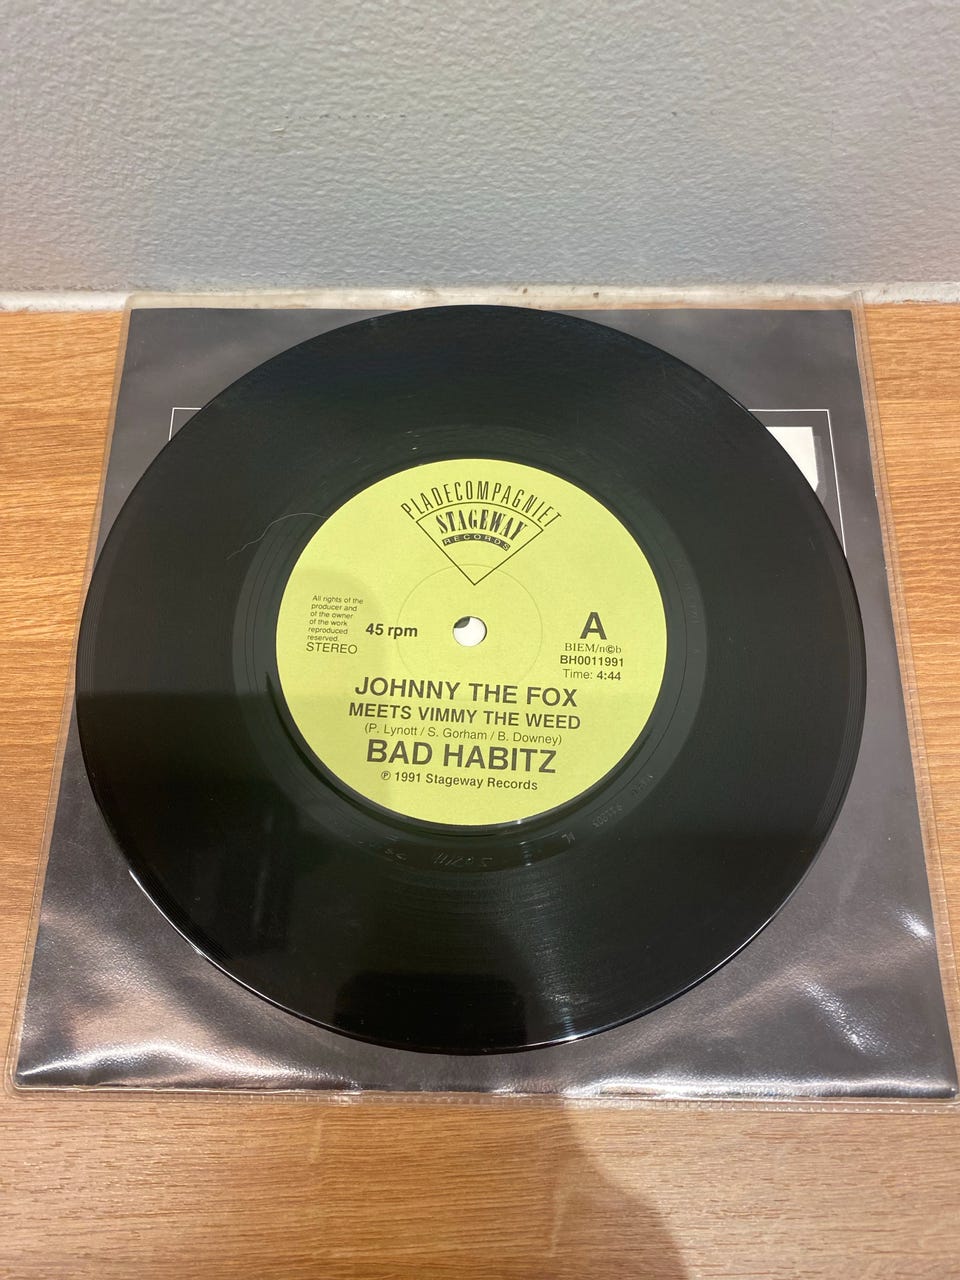 PLADECOMPAGNIET
STAGEWAY
RECORDS
All rights of the
producer and
of the owner
of the work
reproduced
reserved.
STEREO
45 rpm
A
BIEM/n©b
BH0011991
Time: 4:44
JOHNNY THE FOX
MEETS VIMMY THE WEED
(P. Lynott / S. Gorham / B. Downey)
BAD HABITZ
℗ 1991 Stageway Records